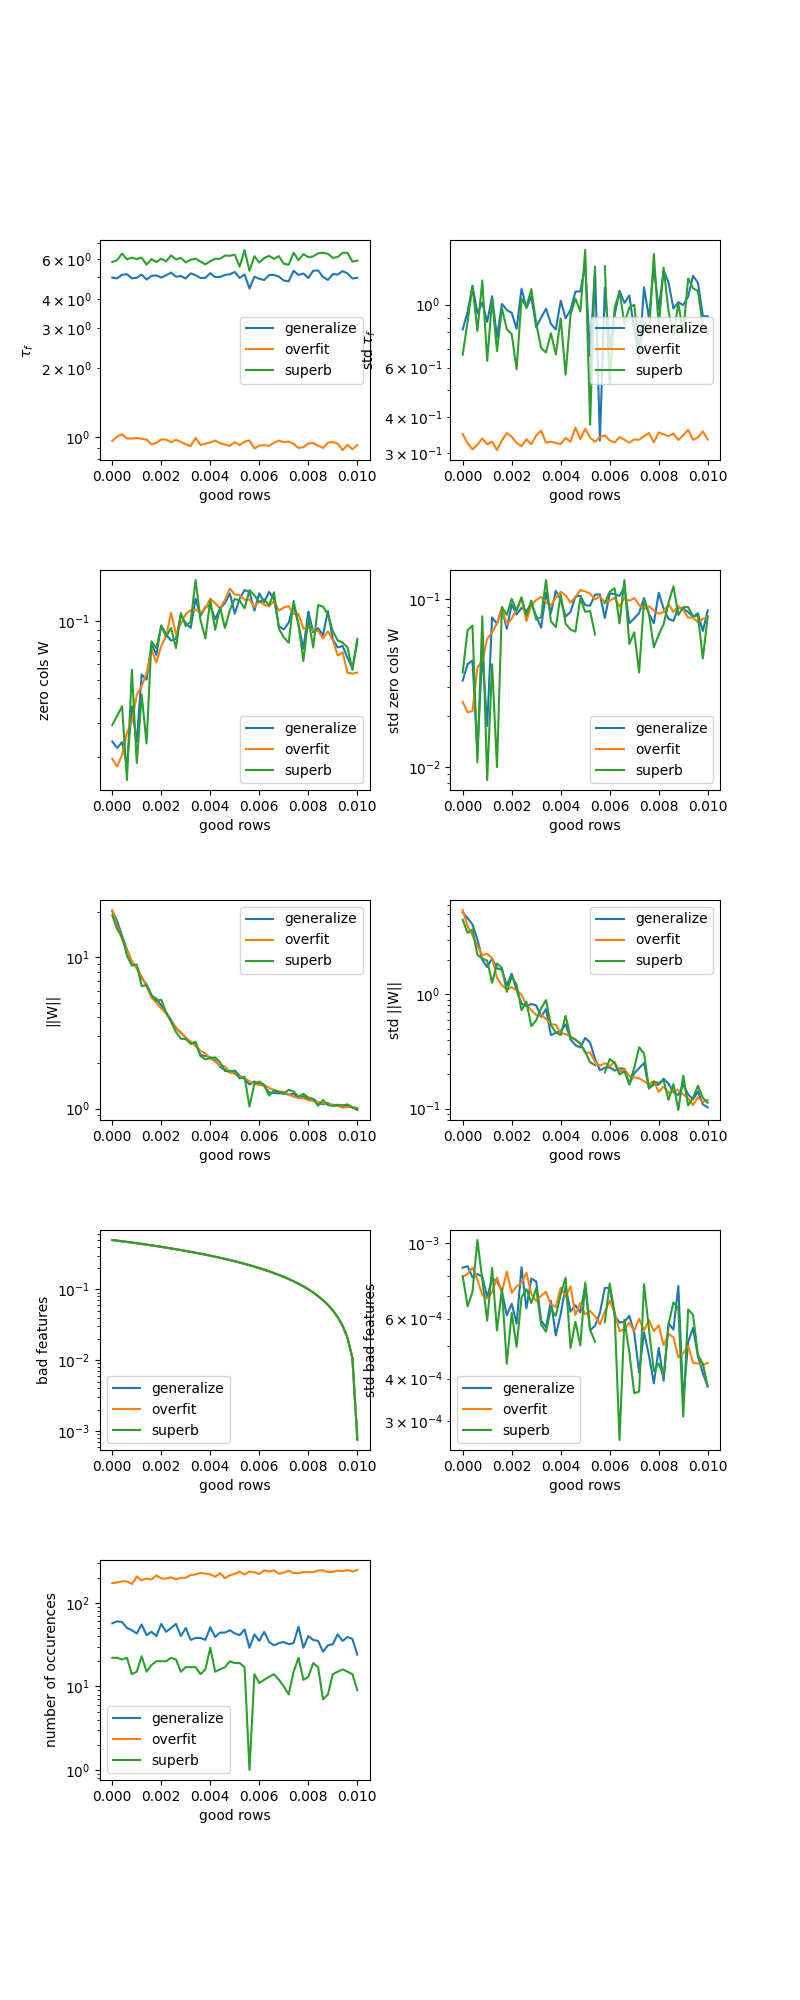 6 × 10⁰
4 × 10⁰
3 × 10⁰
2 × 10⁰
10⁰
τ_f
generalize
overfit
superb
0.000 0.002 0.004 0.006 0.008 0.010
good rows
10⁰
6 × 10⁻¹
4 × 10⁻¹
3 × 10⁻¹
std τ_f
generalize
overfit
superb
0.000 0.002 0.004 0.006 0.008 0.010
good rows
10⁻¹
zero cols W
generalize
overfit
superb
0.000 0.002 0.004 0.006 0.008 0.010
good rows
10⁻¹
10⁻²
std zero cols W
generalize
overfit
superb
0.000 0.002 0.004 0.006 0.008 0.010
good rows
10¹
10⁰
||W||
generalize
overfit
superb
0.000 0.002 0.004 0.006 0.008 0.010
good rows
10⁰
10⁻¹
std ||W||
generalize
overfit
superb
0.000 0.002 0.004 0.006 0.008 0.010
good rows
10⁻¹
10⁻²
10⁻³
bad features
generalize
overfit
superb
0.000 0.002 0.004 0.006 0.008 0.010
good rows
10⁻³
6 × 10⁻⁴
4 × 10⁻⁴
3 × 10⁻⁴
std bad features
generalize
overfit
superb
0.000 0.002 0.004 0.006 0.008 0.010
good rows
10²
10¹
10⁰
number of occurences
generalize
overfit
superb
0.000 0.002 0.004 0.006 0.008 0.010
good rows